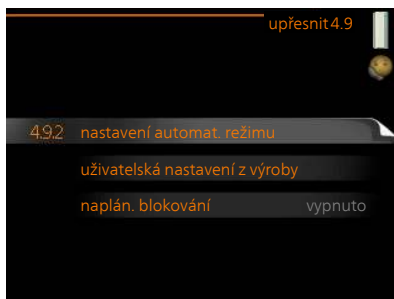 upřesnit 4.9
4.9.2 nastavení automat. režimu
uživatelská nastavení z výroby
naplán. blokování vypnuto